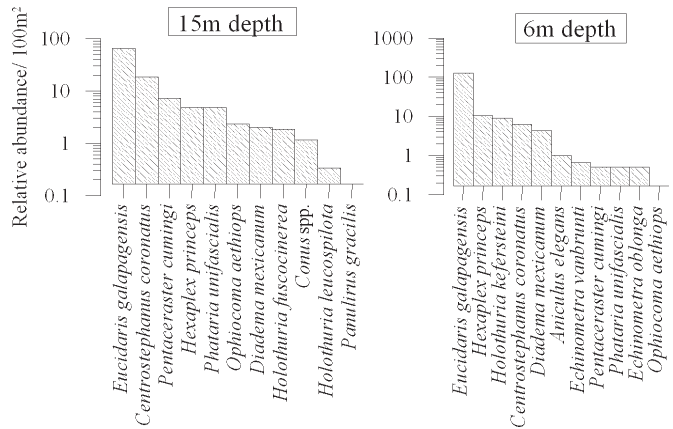 15m depth
6m depth
Relative abundance/ 100m²
100
10
1
0.1
Eucidaris galapagensis
Centrostephanus coronatus
Pentaceraster cumingi
Hexaplex princeps
Phataria unifascialis
Ophiocoma aethiops
Diadema mexicanum
Holothuria fuscocinerea
Conus spp.
Holothuria leucospilota
Panulirus gracilis
1000
100
10
1
0.1
Eucidaris galapagensis
Hexaplex princeps
Holothuria kefersteini
Centrostephanus coronatus
Diadema mexicanum
Aniculus elegans
Echinometra vanbrunti
Pentaceraster cumingi
Phataria unifascialis
Echinometra oblonga
Ophiocoma aethiops